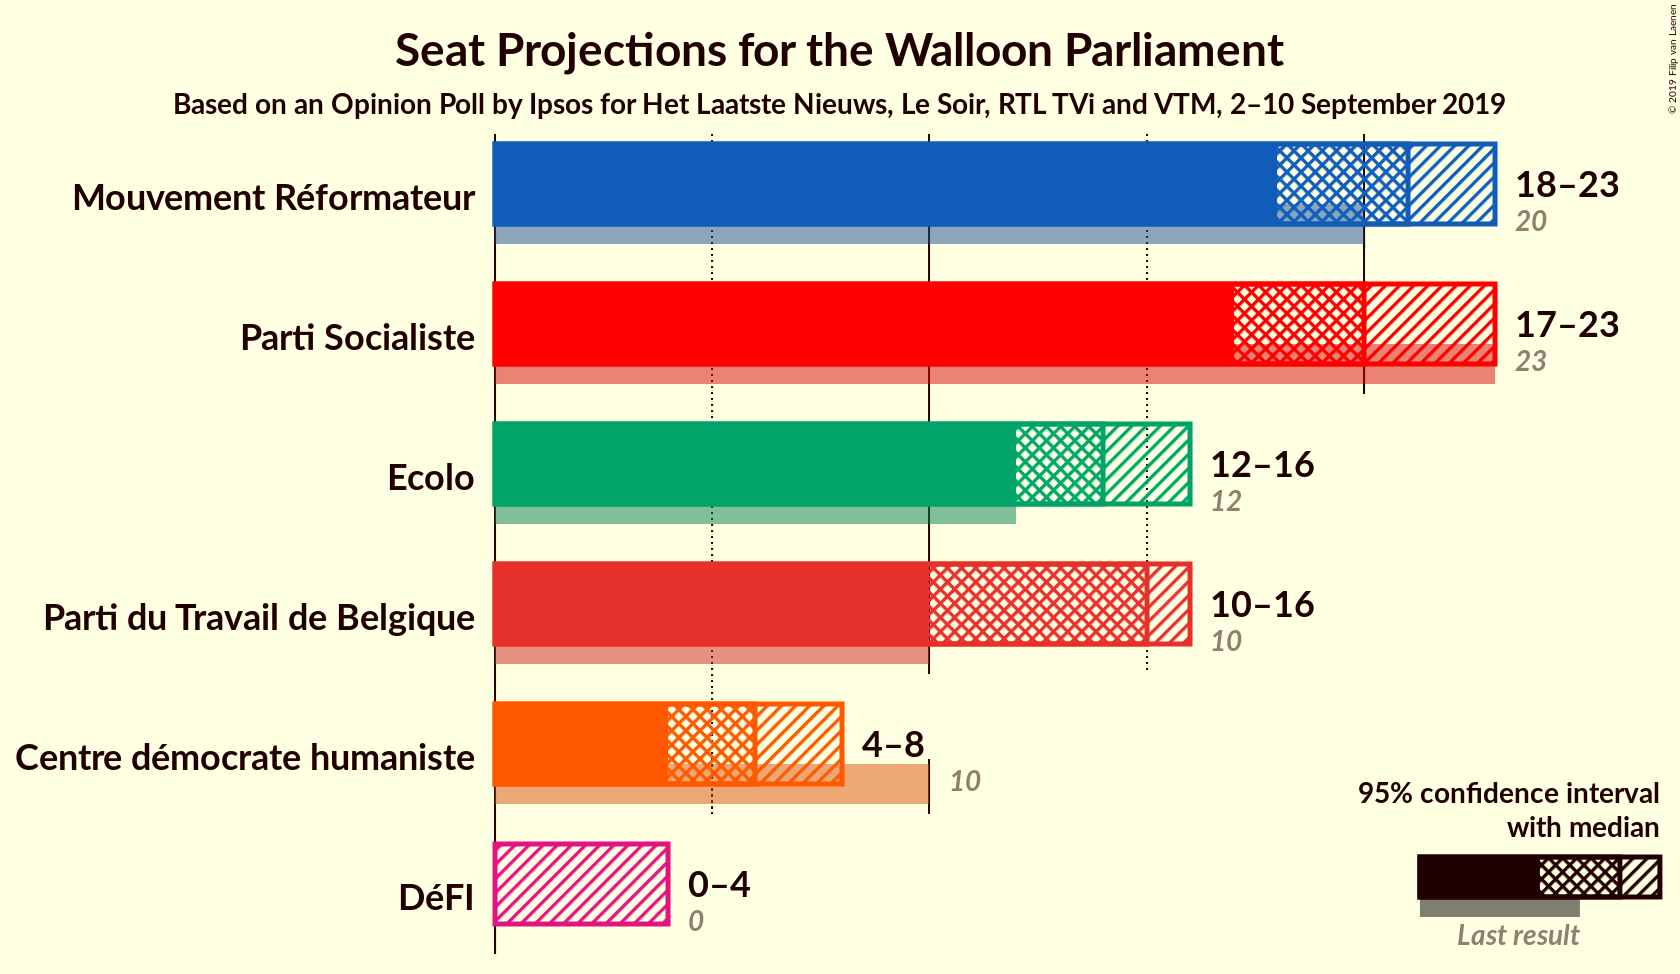 Seat Projections for the Walloon Parliament
Based on an Opinion Poll by Ipsos for Het Laatste Nieuws, Le Soir, RTL TVi and VTM, 2–10 September 2019
© 2019 Filip van Laenen
Mouvement Réformateur
18–23
20
Parti Socialiste
17–23
23
Ecolo
12–16
12
Parti du Travail de Belgique
10–16
10
Centre démocrate humaniste
4–8
10
DéFI
0–4
0
95% confidence interval
with median
Last result